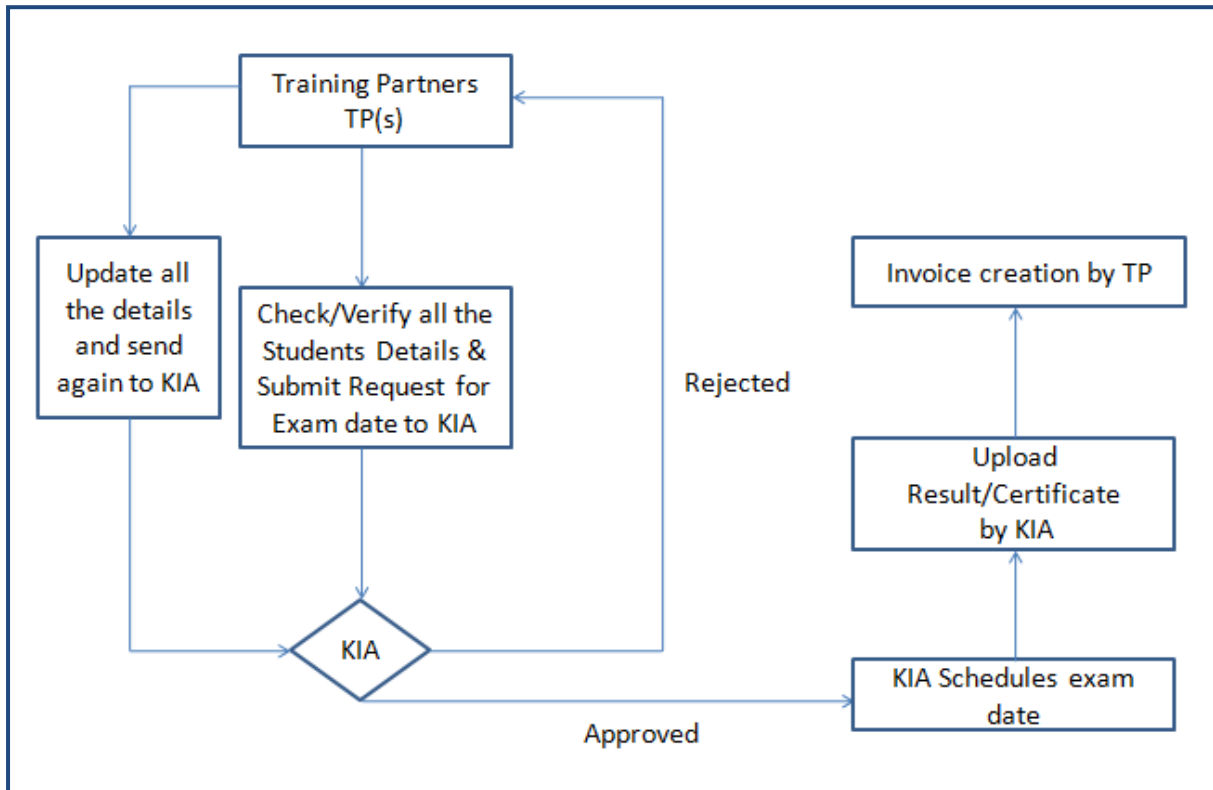 Training Partners
TP(s)
Update all
the details
and send
again to KIA
Check/Verify all the
Students Details &
Submit Request for
Exam date to KIA
KIA
Rejected
Approved
Invoice creation by TP
Upload
Result/Certificate
by KIA
KIA Schedules exam
date